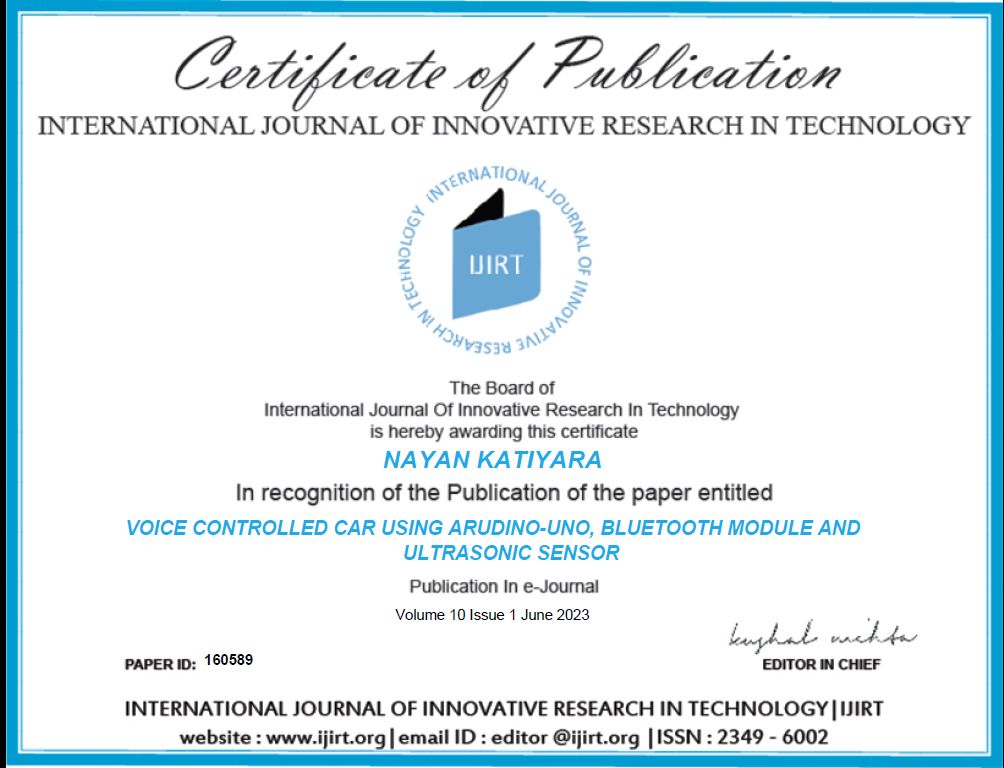 Certificate of Publication
INTERNATIONAL JOURNAL OF INNOVATIVE RESEARCH IN TECHNOLOGY
INTERNATIONAL JOURNAL OF INNOVATIVE RESEARCH IN TECHNOLOGY
IJIRT
The Board of
International Journal Of Innovative Research In Technology
is hereby awarding this certificate
NAYAN KATIYARA
In recognition of the Publication of the paper entitled
VOICE CONTROLLED CAR USING ARUDINO-UNO, BLUETOOTH MODULE AND
ULTRASONIC SENSOR
Publication In e-Journal
Volume 10 Issue 1 June 2023
PAPER ID: 160589
EDITOR IN CHIEF
INTERNATIONAL JOURNAL OF INNOVATIVE RESEARCH IN TECHNOLOGY|IJIRT
website : www.ijirt.org| email ID : editor @ijirt.org |ISSN : 2349 - 6002